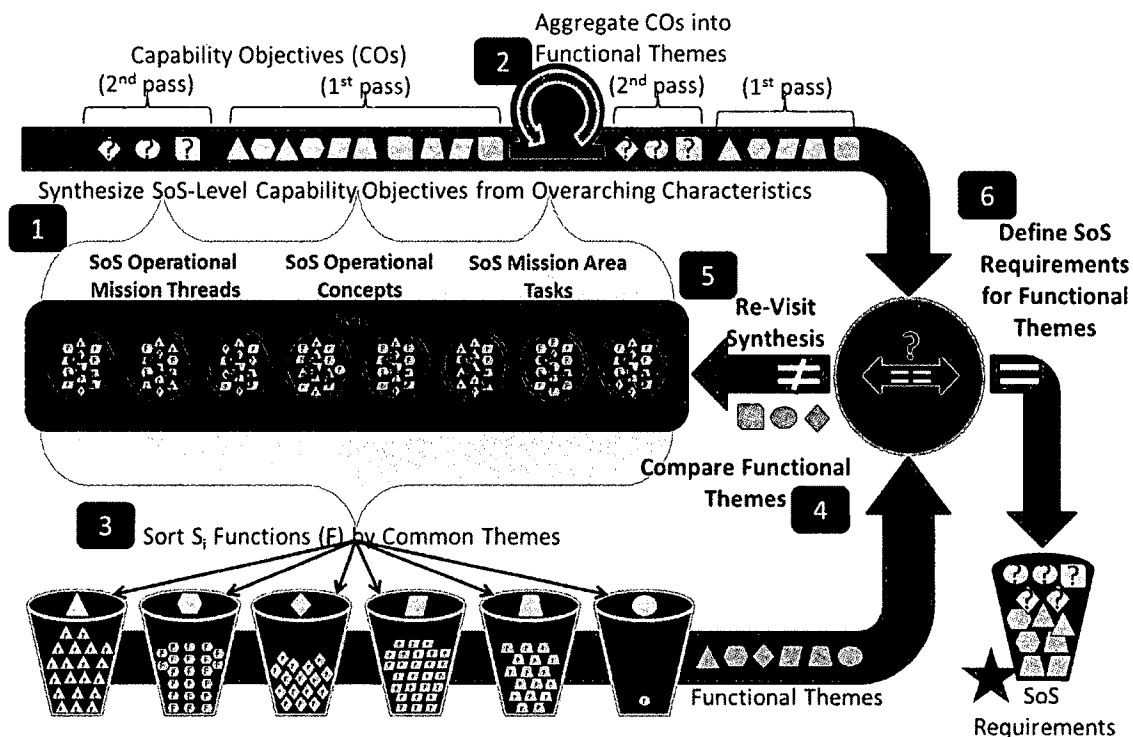 Capability Objectives (COs)
(2nd pass)
(1st pass)
2
Aggregate COs into
Functional Themes
(2nd pass)
(1st pass)
? ? ?
? ? ?
Synthesize SoS-Level Capability Objectives from Overarching Characteristics
1
SoS Operational
Mission Threads
SoS Operational
Concepts
SoS Mission Area
Tasks
5
Re-Visit
Synthesis
≠
?
==
=
6
Define SoS
Requirements
for Functional
Themes
Compare Functional
Themes
4
3
Sort Si Functions (F) by Common Themes
Functional Themes
? ? ?
? ?
SoS
Requirements